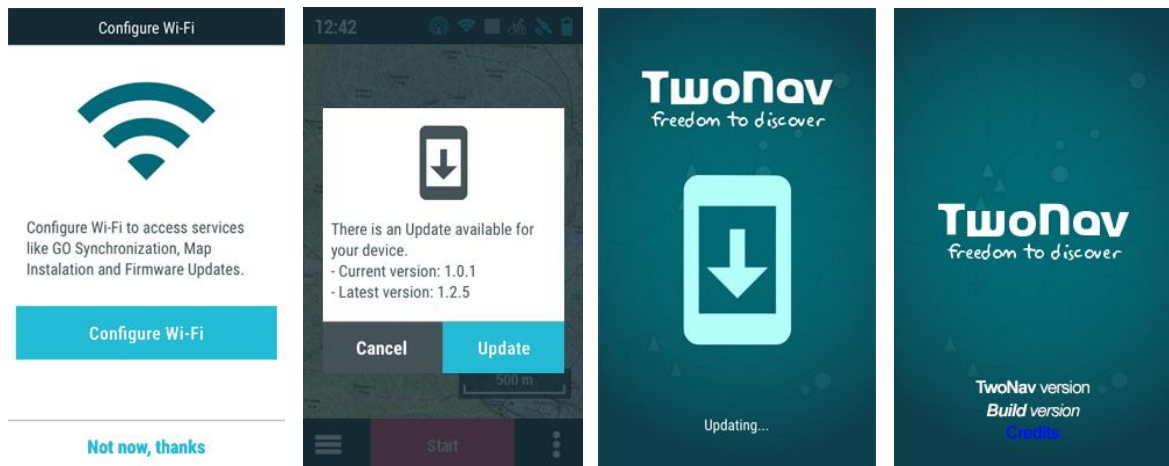 Configure Wi-Fi
Configure Wi-Fi to access services
like GO Synchronization, Map
Instalation and Firmware Updates.
Configure Wi-Fi
Not now, thanks
12:42
There is an Update available for
your device.
- Current version: 1.0.1
- Latest version: 1.2.5
Cancel
Update
500 m
Start
TwoNav
freedom to discover
Updating...
TwoNav
freedom to discover
TwoNav version
Build version
Credits